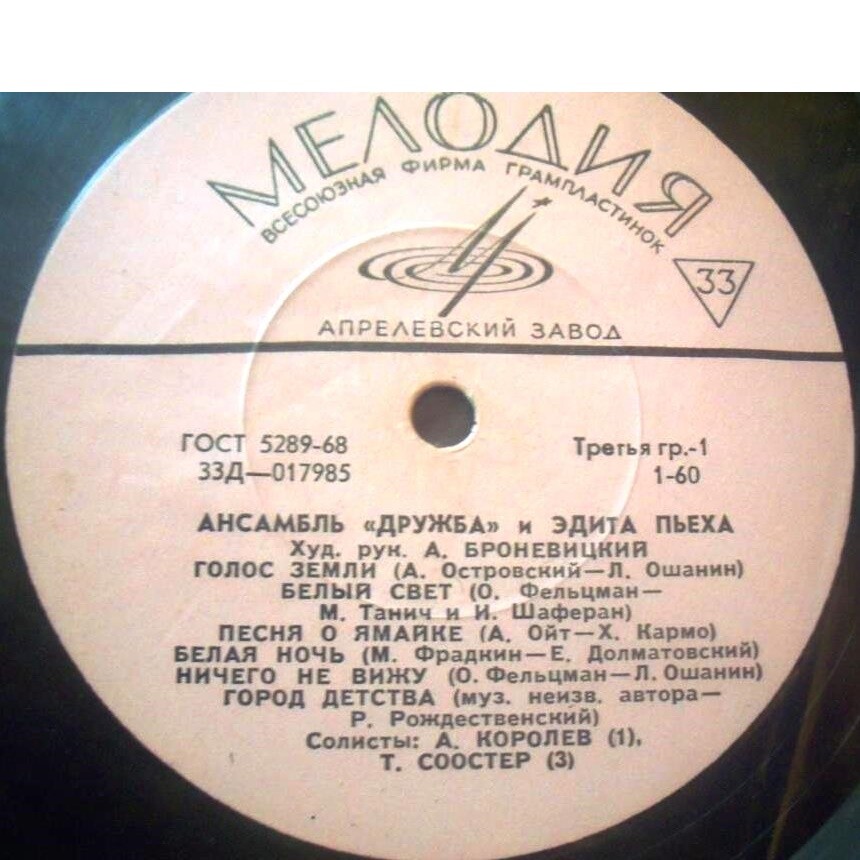 МЕЛОДИЯ
ВСЕСОЮЗНАЯ ФИРМА ГРАМПЛАСТИНОК
33
АПРЕЛЕВСКИЙ ЗАВОД
ГОСТ 5289-68 Третья гр.-1
33Д—017985 1-60
АНСАМБЛЬ «ДРУЖБА» и ЭДИТА ПЬЕХА
Худ. рук. А. БРОНЕВИЦКИЙ
ГОЛОС ЗЕМЛИ (А. Островский—Л. Ошанин)
БЕЛЫЙ СВЕТ (О. Фельцман—
М. Танич и И. Шаферан)
ПЕСНЯ О ЯМАЙКЕ (А. Ойт—Х. Кармо)
БЕЛАЯ НОЧЬ (М. Фрадкин—Е. Долматовский)
НИЧЕГО НЕ ВИЖУ (О. Фельцман—Л. Ошанин)
ГОРОД ДЕТСТВА (муз. неизв. автора—
Р. Рождественский)
Солисты: А. КОРОЛЕВ (1),
Т. СООСТЕР (3)